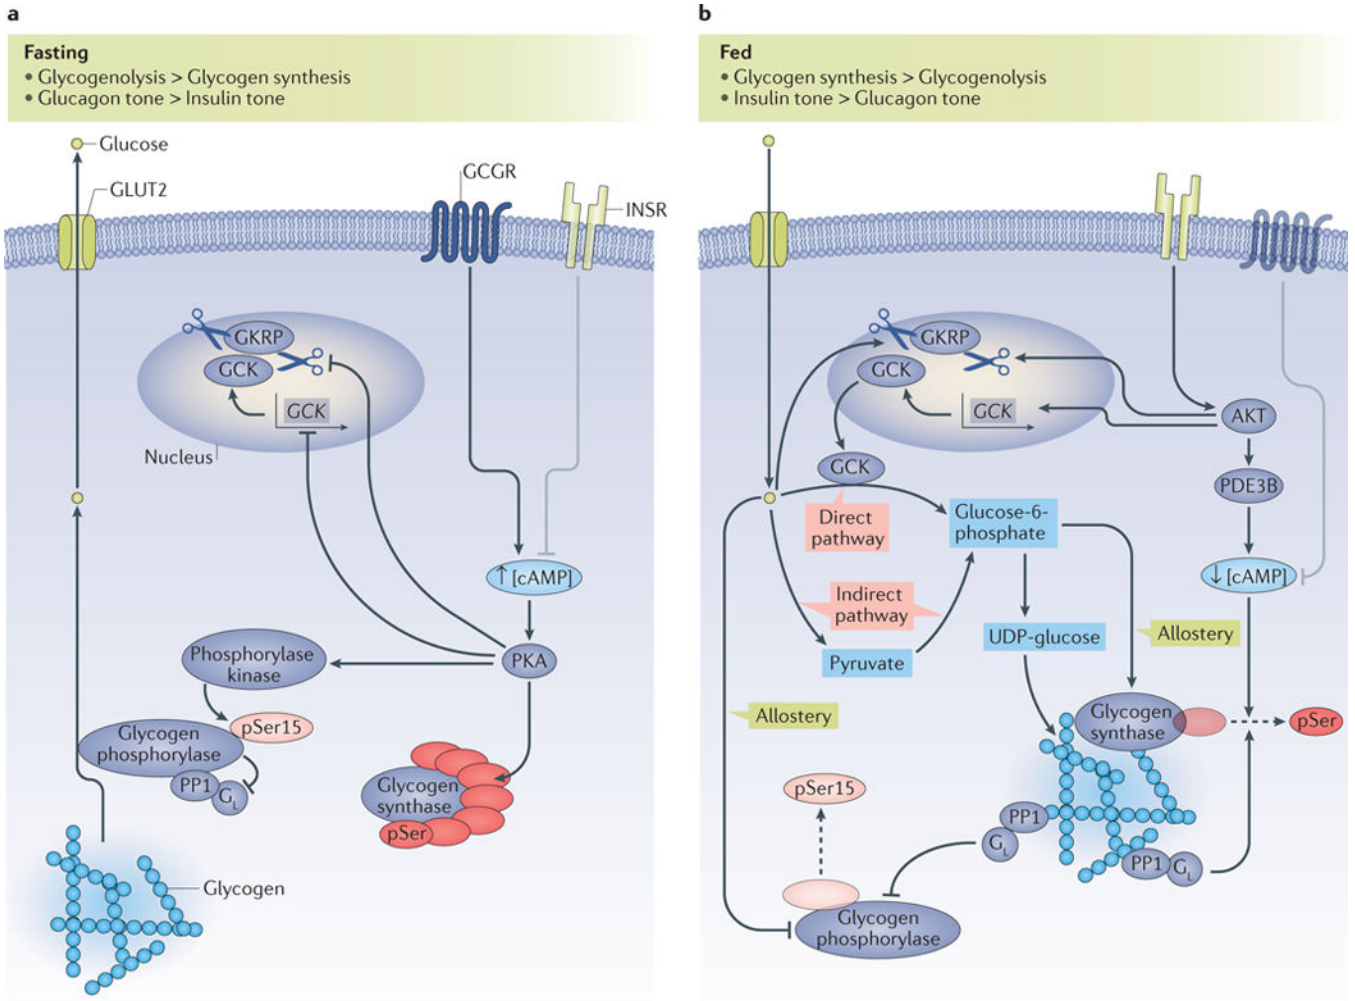 a
Fasting
• Glycogenolysis > Glycogen synthesis
• Glucagon tone > Insulin tone
Glucose
GLUT2
GCGR
INSR
GKRP
GCK
GCK
Nucleus
↑ [cAMP]
PKA
Phosphorylase
kinase
pSer15
Glycogen
phosphorylase
PP1
GL
Glycogen
synthase
pSer
Glycogen
b
Fed
• Glycogen synthesis > Glycogenolysis
• Insulin tone > Glucagon tone
GKRP
GCK
GCK
AKT
GCK
PDE3B
Direct
pathway
Glucose-6-
phosphate
↓ [cAMP]
Indirect
pathway
UDP-glucose
Allostery
Pyruvate
Allostery
Glycogen
synthase
pSer
pSer15
PP1
GL
PP1
GL
Glycogen
phosphorylase